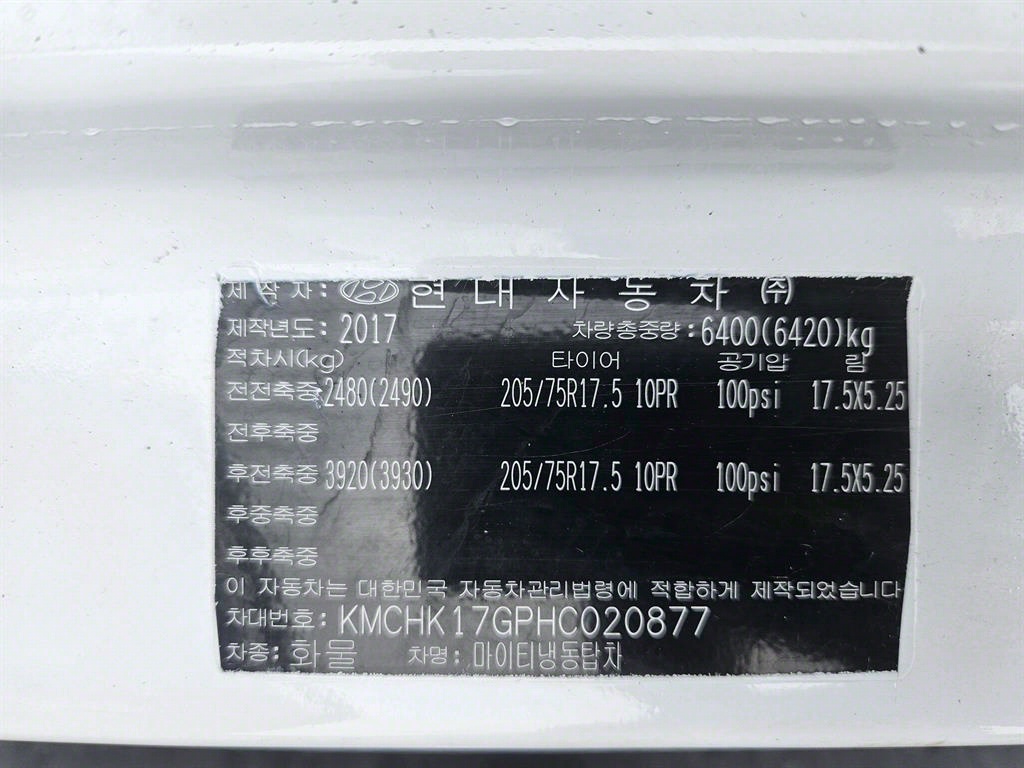 제작자: 현대자동차 ㈜
제작년도: 2017 차량총중량: 6400(6420)kg
적차시(kg) 타이어 공기압 림
전전축중 2480(2490) 205/75R17.5 10PR 100psi 17.5X5.25
전후축중
후전축중 3920(3930) 205/75R17.5 10PR 100psi 17.5X5.25
후중축중
후후축중
이 자동차는 대한민국 자동차관리법령에 적합하게 제작되었습니다
차대번호: KMCHK17GPHC020877
차종: 화물 차명: 마이티냉동탑차